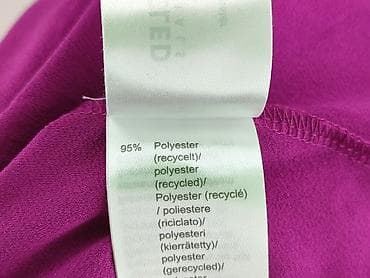 95% Polyester
(recycelt)/
polyester
(recycled)/
Polyester (recyclé)
/ poliestere
(riciclato)/
polyesteri
(kierrätetty)/
polyester
(gerecycled)/